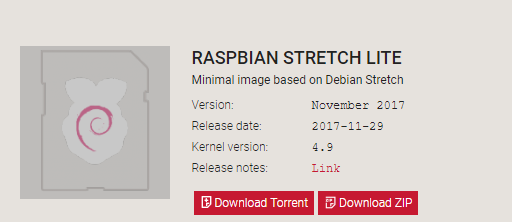 RASPBIAN STRETCH LITE
Minimal image based on Debian Stretch
Version: November 2017
Release date: 2017-11-29
Kernel version: 4.9
Release notes: Link
Download Torrent Download ZIP